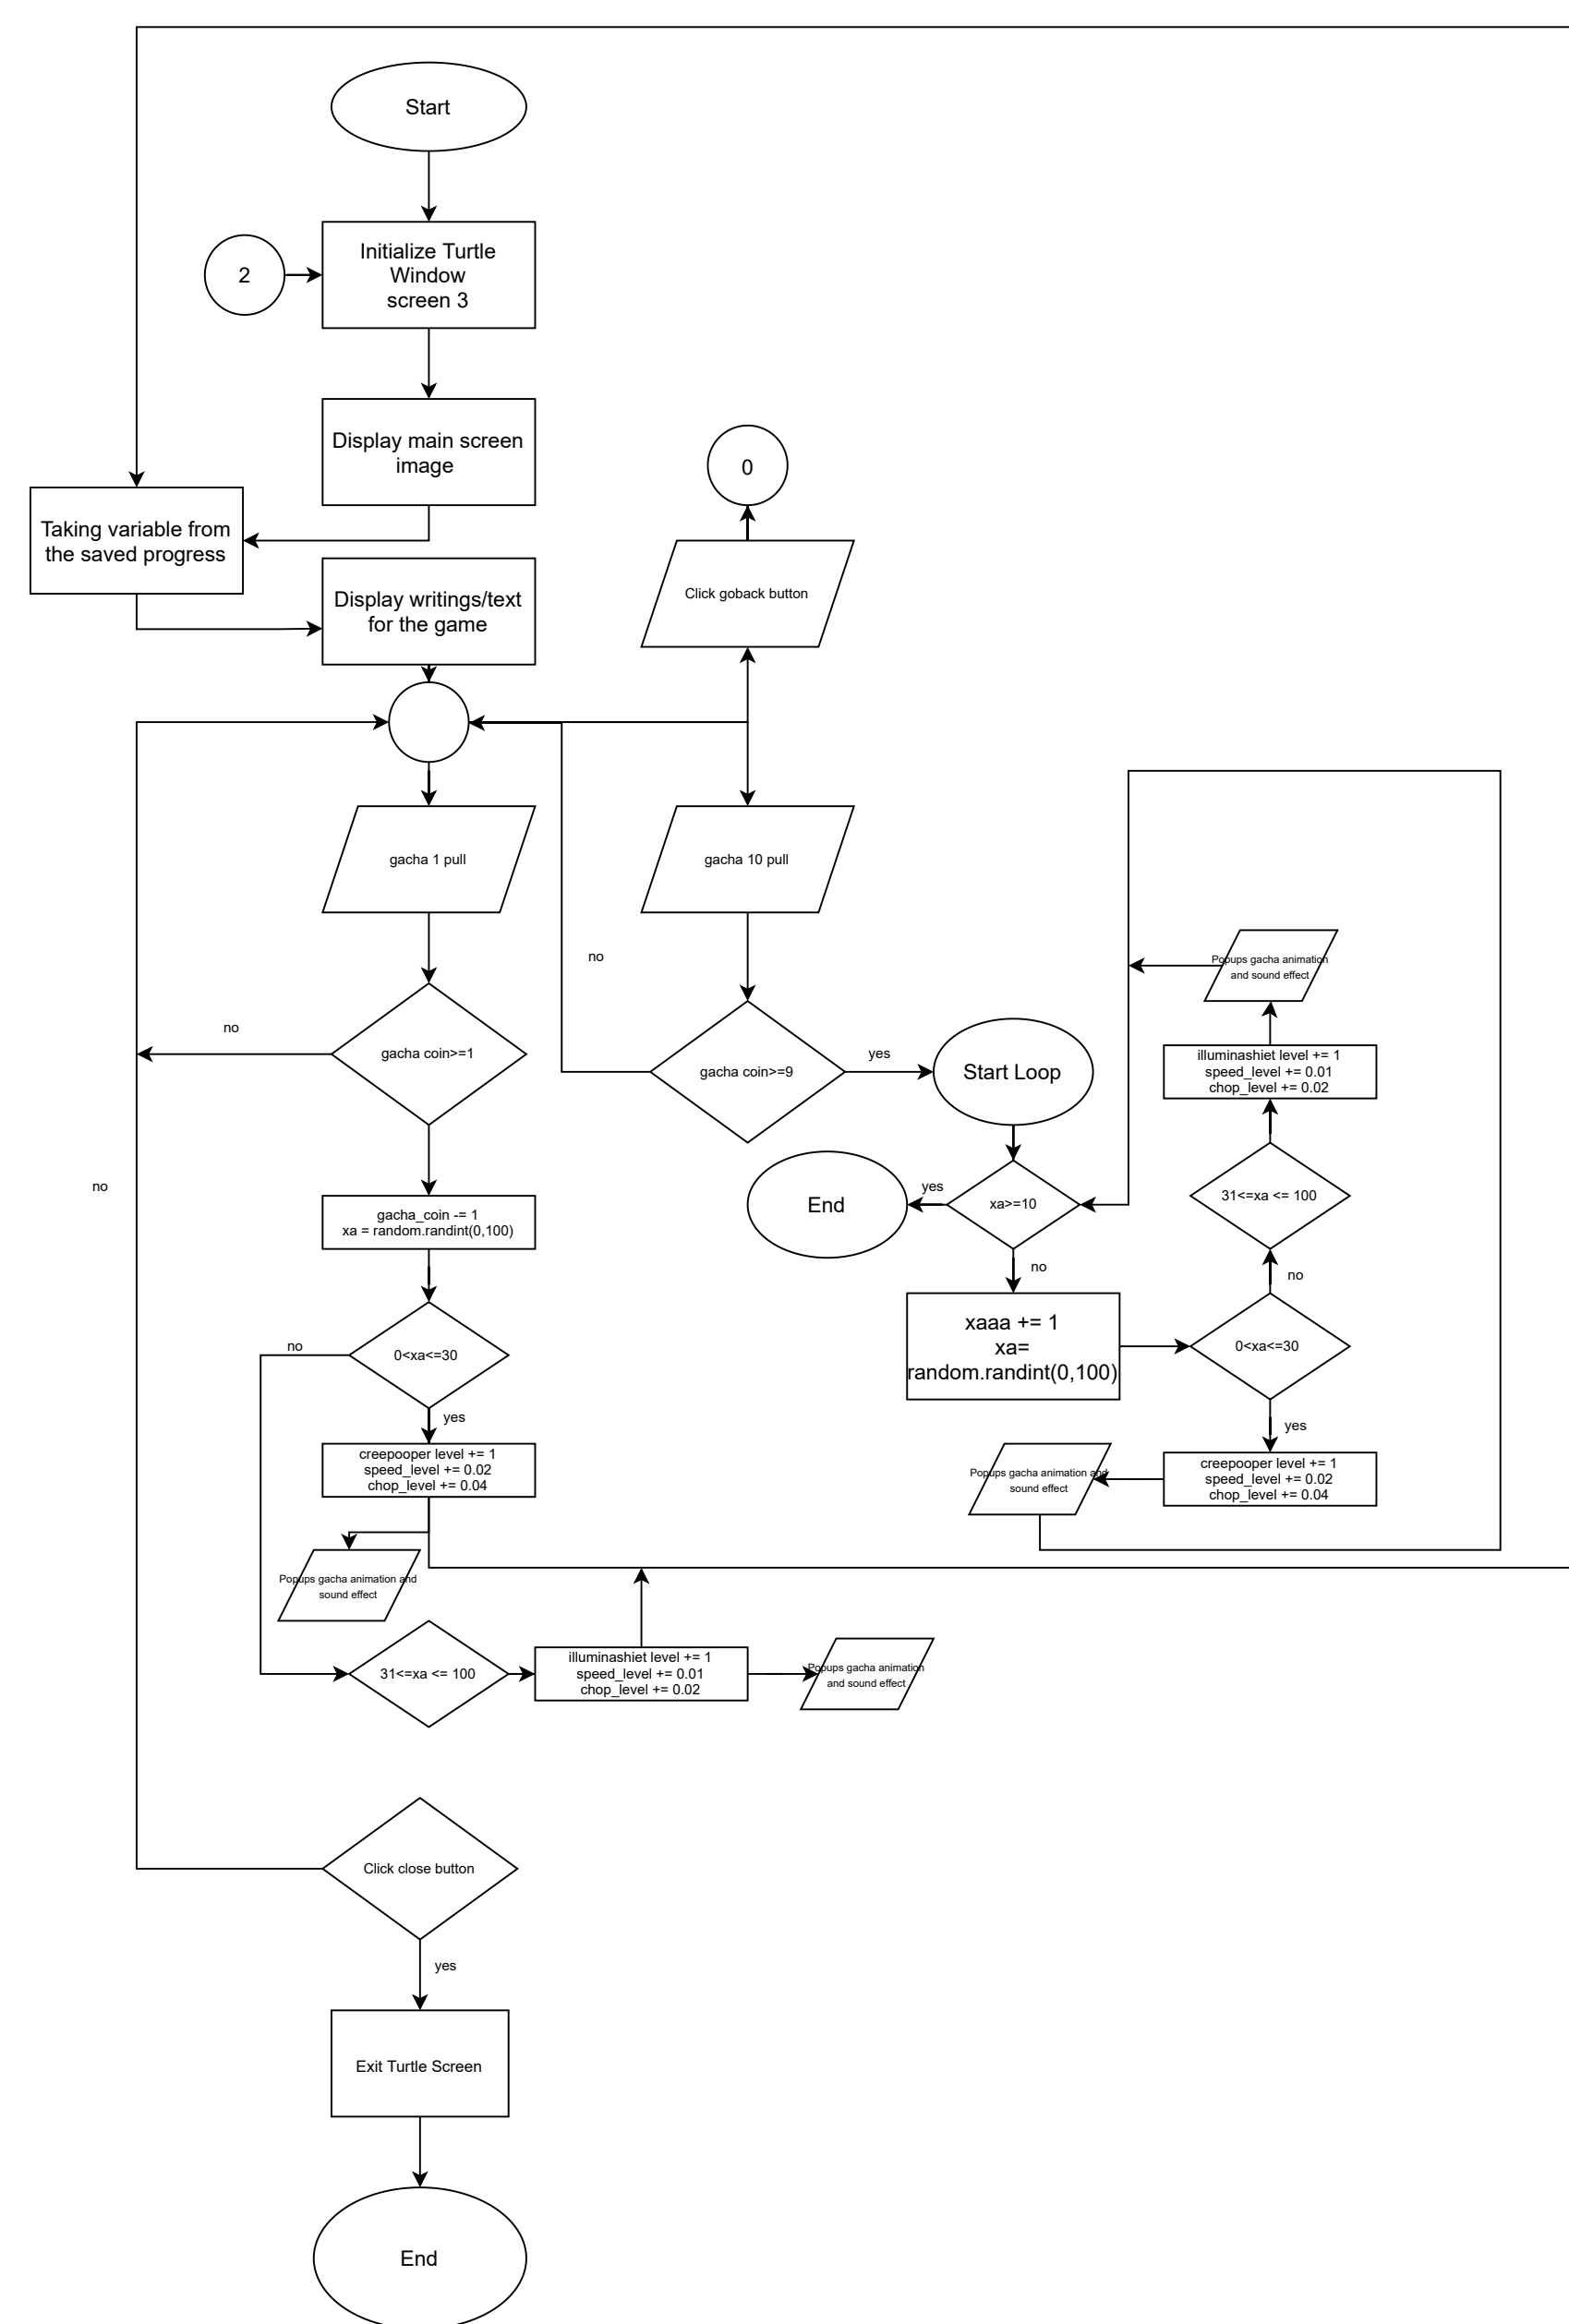 Start
2
Initialize Turtle
Window
screen 3
Display main screen
image
0
Taking variable from
the saved progress
Click goback button
Display writings/text
for the game
gacha 1 pull
gacha 10 pull
no
Popups gacha animation
and sound effect
no
gacha coin>=1
gacha coin>=9
yes
Start Loop
illuminashiet level += 1
speed_level += 0.01
chop_level += 0.02
no
gacha_coin -= 1
xa = random.randint(0,100)
End
yes
xa>=10
31<=xa <= 100
no
no
xaaa += 1
xa=
random.randint(0,100)
0<xa<=30
no
0<xa<=30
yes
yes
creepooper level += 1
speed_level += 0.02
chop_level += 0.04
Popups gacha animation and
sound effect
creepooper level += 1
speed_level += 0.02
chop_level += 0.04
Popups gacha animation and
sound effect
31<=xa <= 100
illuminashiet level += 1
speed_level += 0.01
chop_level += 0.02
Popups gacha animation
and sound effect
Click close button
yes
Exit Turtle Screen
End